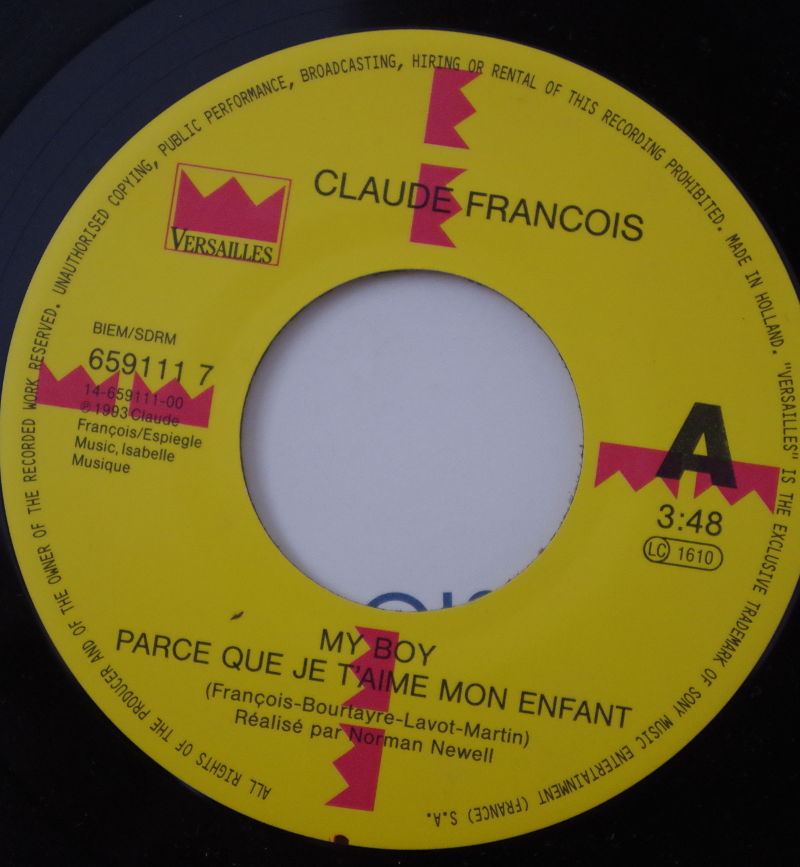 ALL RIGHTS OF THE PRODUCER AND OF THE OWNER OF THE RECORDED WORK RESERVED. UNAUTHORISED COPYING, PUBLIC PERFORMANCE, BROADCASTING, HIRING OR RENTAL OF THIS RECORDING PROHIBITED. MADE IN HOLLAND. "VERSAILLES" IS THE EXCLUSIVE TRADEMARK OF SONY MUSIC ENTERTAINMENT (FRANCE) S.A.
CLAUDE FRANCOIS
VERSAILLES
BIEM/SDRM
659111 7
14-659111-00
℗ 1993 Claude
François/Espiegle
Music, Isabelle
Musique
A
3:48
LC 1610
MY BOY
PARCE QUE JE T'AIME MON ENFANT
(François-Bourtayre-Lavot-Martin)
Réalisé par Norman Newell